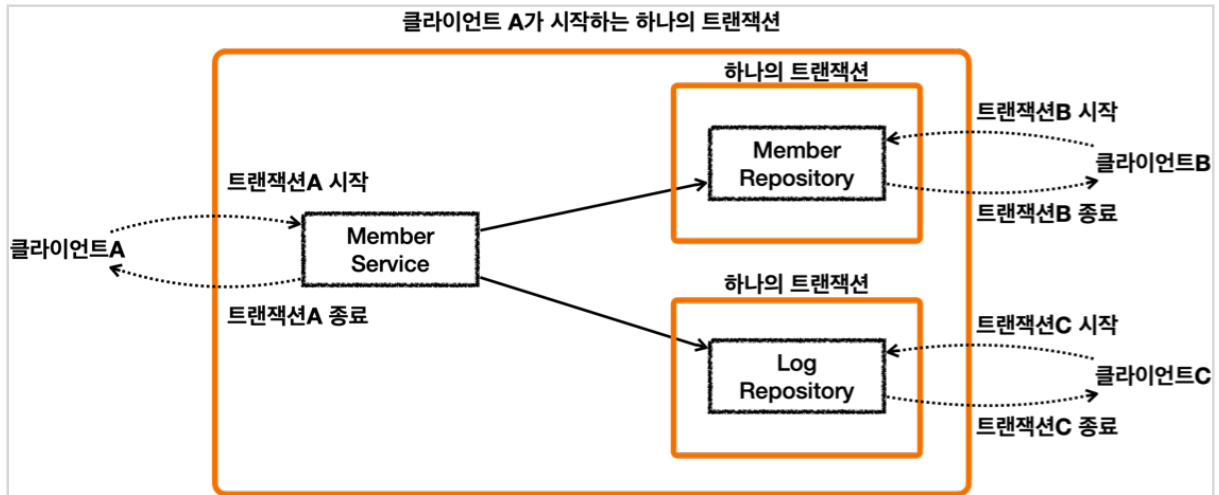 클라이언트 A가 시작하는 하나의 트랜잭션
하나의 트랜잭션
트랜잭션B 시작
Member
Repository
클라이언트B
트랜잭션B 종료
트랜잭션A 시작
클라이언트A
Member
Service
트랜잭션A 종료
하나의 트랜잭션
트랜잭션C 시작
Log
Repository
클라이언트C
트랜잭션C 종료